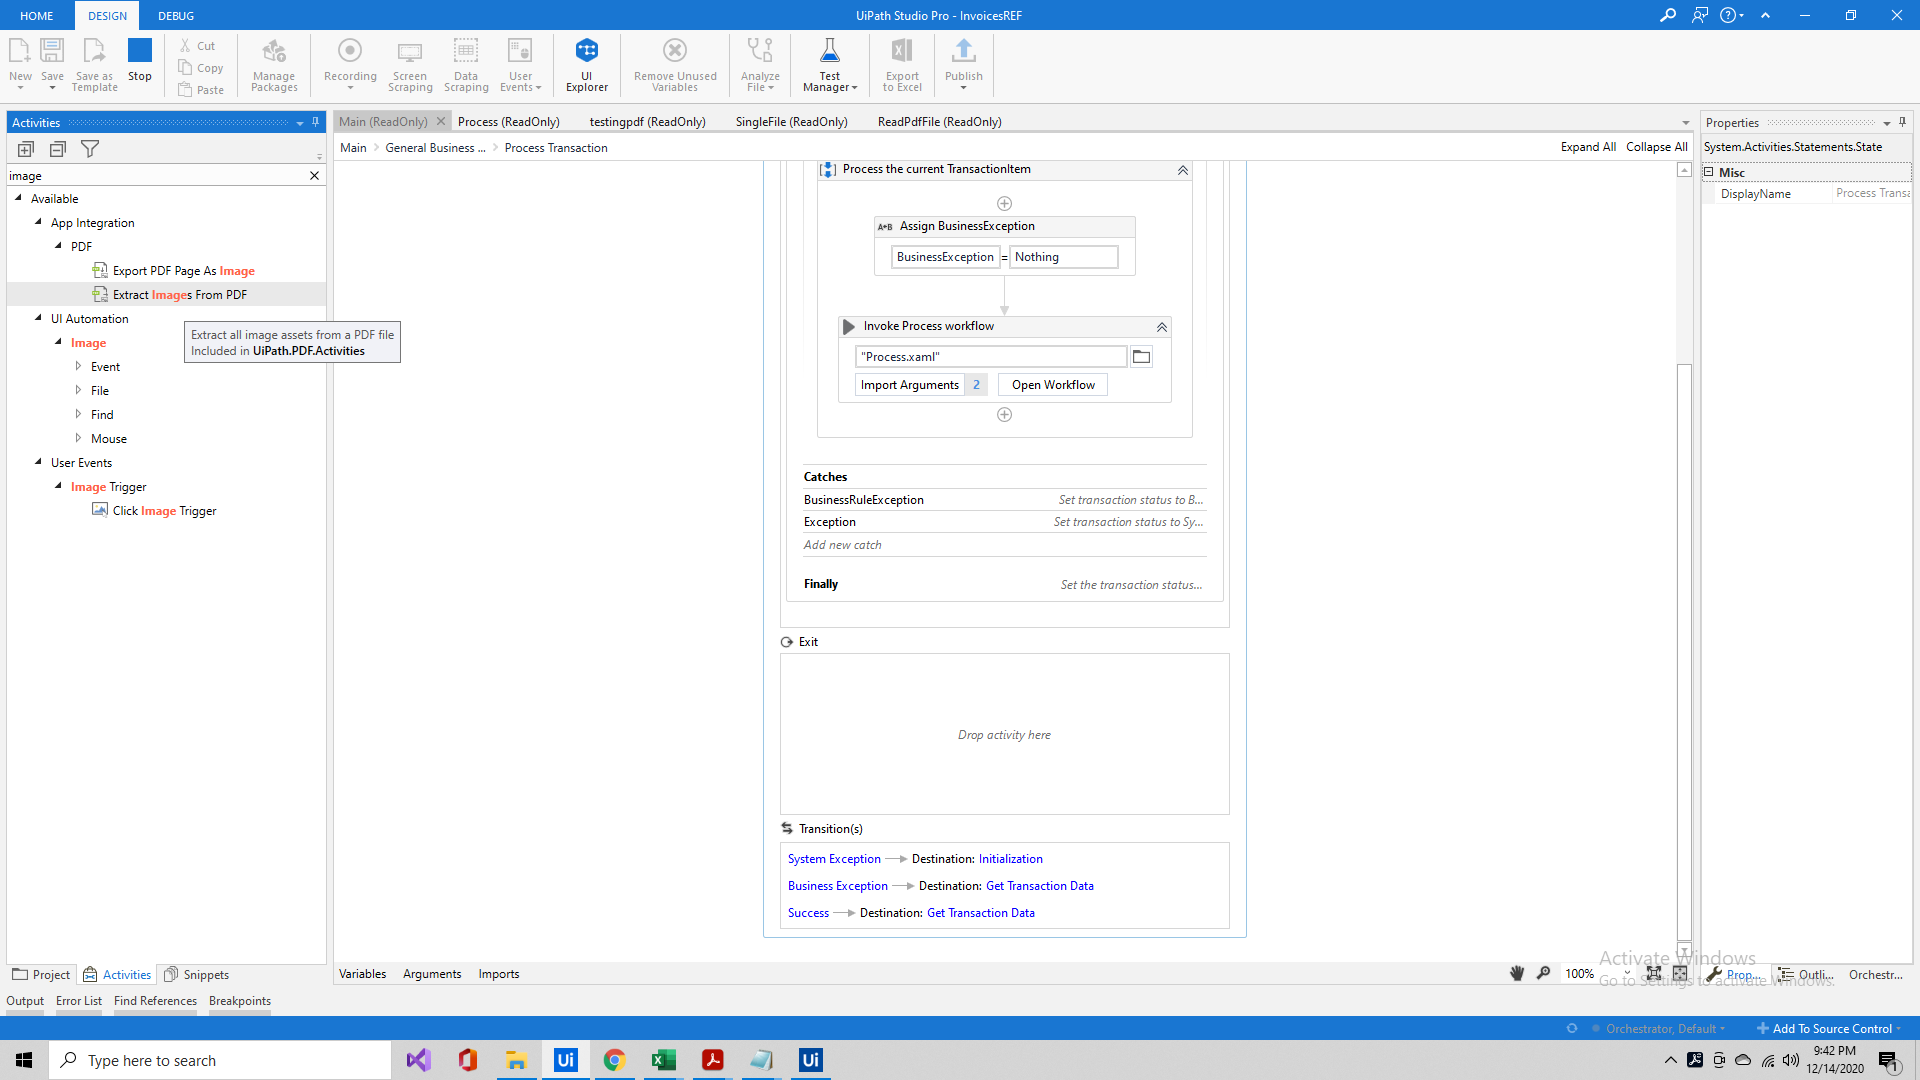 HOME DESIGN DEBUG UiPath Studio Pro - InvoicesREF
New Save Save as Template Stop
Cut
Copy
Paste
Manage Packages
Recording
Screen Scraping
Data Scraping
User Events
UI Explorer
Remove Unused Variables
Analyze File
Test Manager
Export to Excel
Publish
Activities
image
Available
App Integration
PDF
Export PDF Page As Image
Extract Images From PDF
UI Automation
Extract all image assets from a PDF file
Included in UiPath.PDF.Activities
Image
Event
File
Find
Mouse
User Events
Image Trigger
Click Image Trigger
Main (ReadOnly) Process (ReadOnly) testingpdf (ReadOnly) SingleFile (ReadOnly) ReadPdfFile (ReadOnly)
Main General Business ... Process Transaction Expand All Collapse All
Process the current TransactionItem
A+B Assign BusinessException
BusinessException = Nothing
Invoke Process workflow
"Process.xaml"
Import Arguments 2 Open Workflow
Catches
BusinessRuleException Set transaction status to B...
Exception Set transaction status to Sy...
Add new catch
Finally Set the transaction status...
Exit
Drop activity here
Transition(s)
System Exception Destination: Initialization
Business Exception Destination: Get Transaction Data
Success Destination: Get Transaction Data
Properties
System.Activities.Statements.State
Misc
DisplayName Process Transa
Activate Windows
Go to Settings to activate Windows.
Project Activities Snippets
Variables Arguments Imports 100%
Prop... Outli... Orchestr...
Output Error List Find References Breakpoints
Orchestrator, Default Add To Source Control
Type here to search
Ui Ui
9:42 PM
12/14/2020
1